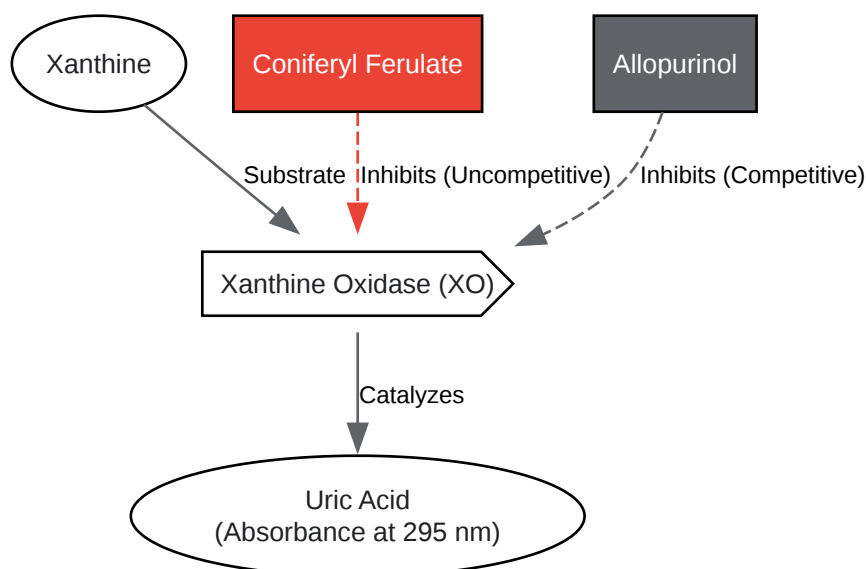 Xanthine
Coniferyl Ferulate
Allopurinol
Substrate
Inhibits (Uncompetitive)
Inhibits (Competitive)
Xanthine Oxidase (XO)
Catalyzes
Uric Acid
(Absorbance at 295 nm)